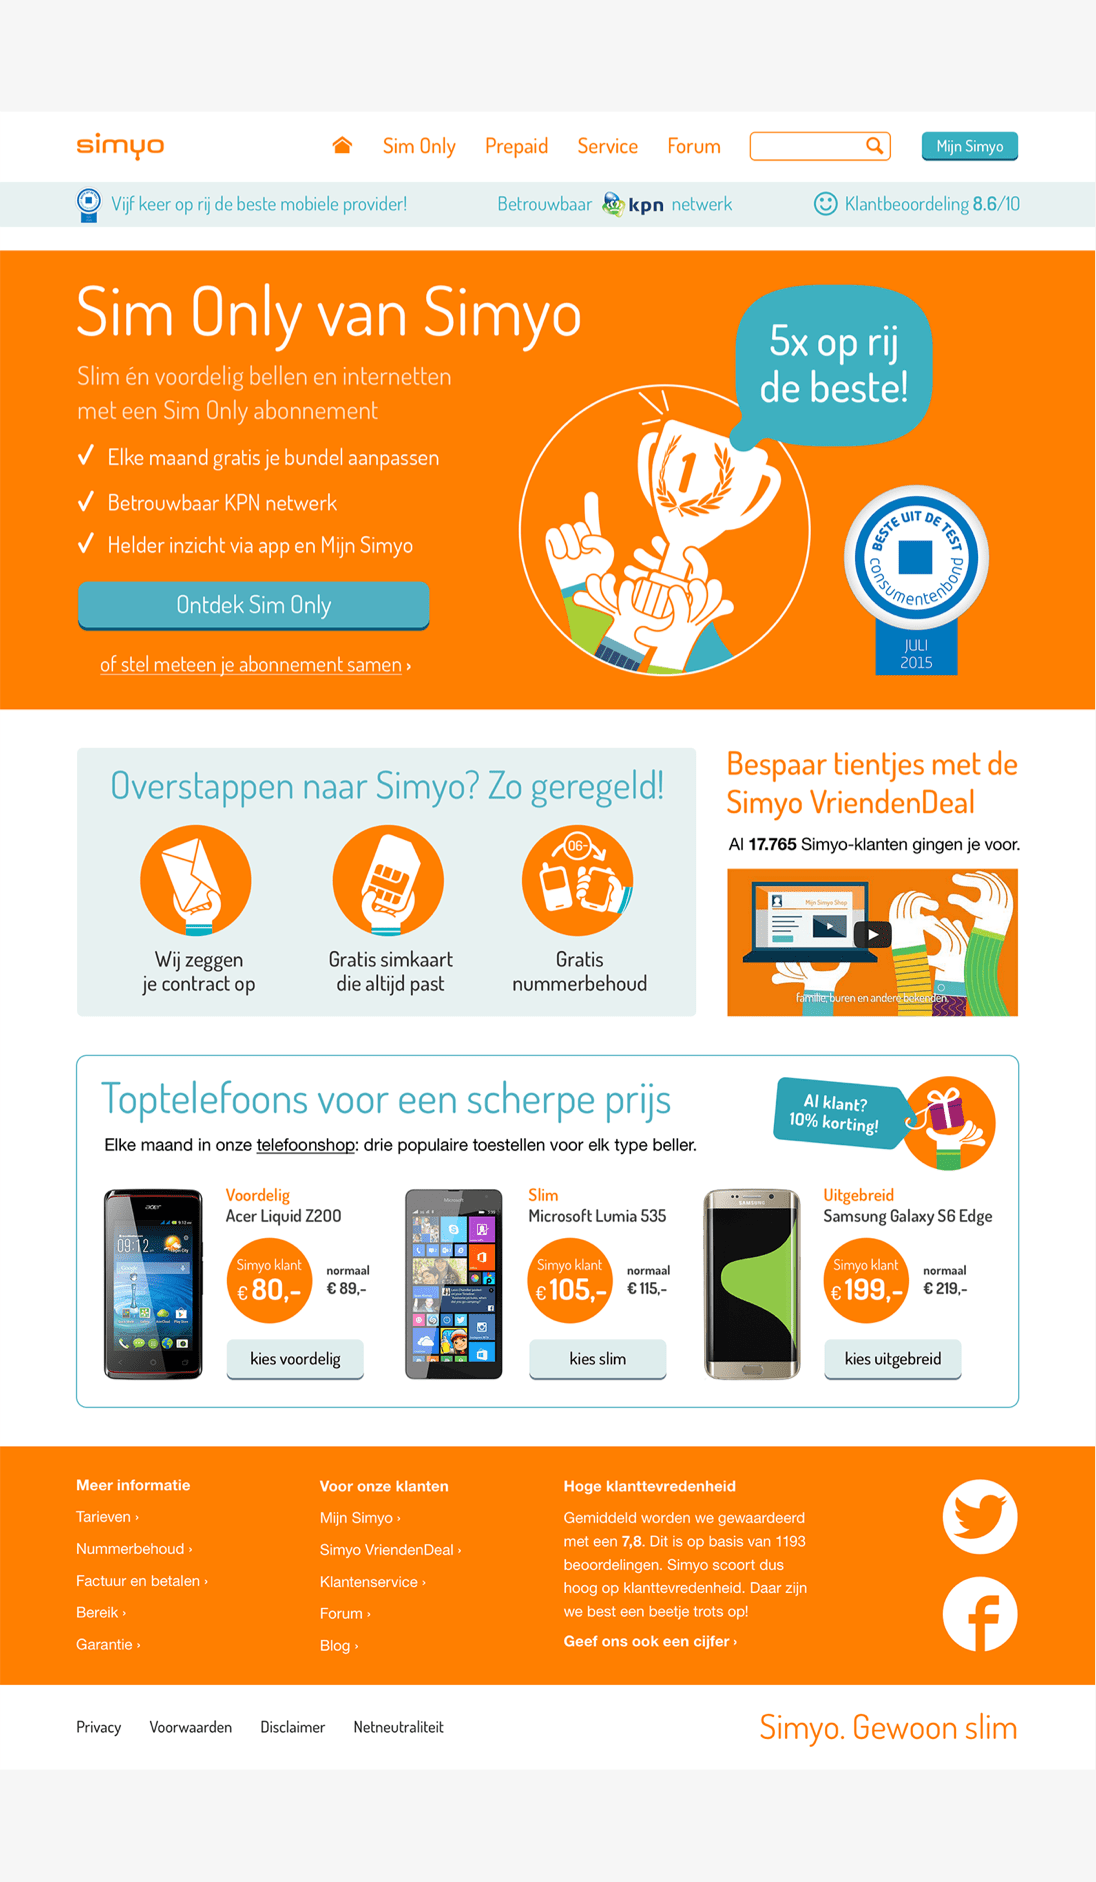 simyo
Sim Only
Prepaid
Service
Forum
Mijn Simyo
Vijf keer op rij de beste mobiele provider!
Betrouwbaar kpn netwerk
Klantbeoordeling 8.6/10
Sim Only van Simyo
Slim én voordelig bellen en internetten
met een Sim Only abonnement
Elke maand gratis je bundel aanpassen
Betrouwbaar KPN netwerk
Helder inzicht via app en Mijn Simyo
Ontdek Sim Only
of stel meteen je abonnement samen ›
5x op rij
de beste!
1
BESTE UIT DE TEST
consumentenbond
JULI
2015
Overstappen naar Simyo? Zo geregeld!
06-
Wij zeggen
je contract op
Gratis simkaart
die altijd past
Gratis
nummerbehoud
Bespaar tientjes met de
Simyo VriendenDeal
Al 17.765 Simyo-klanten gingen je voor.
Mijn Simyo Shop
familie, buren en andere bekenden.
Toptelefoons voor een scherpe prijs
Elke maand in onze telefoonshop: drie populaire toestellen voor elk type beller.
Al klant?
10% korting!
acer
09:12
Google
Voordelig
Acer Liquid Z200
Simyo klant
€ 80,-
normaal
€ 89,-
kies voordelig
Microsoft
Slim
Microsoft Lumia 535
Simyo klant
€ 105,-
normaal
€ 115,-
kies slim
SAMSUNG
Uitgebreid
Samsung Galaxy S6 Edge
Simyo klant
€ 199,-
normaal
€ 219,-
kies uitgebreid
Meer informatie
Tarieven ›
Nummerbehoud ›
Factuur en betalen ›
Bereik ›
Garantie ›
Voor onze klanten
Mijn Simyo ›
Simyo VriendenDeal ›
Klantenservice ›
Forum ›
Blog ›
Hoge klanttevredenheid
Gemiddeld worden we gewaardeerd
met een 7,8. Dit is op basis van 1193
beoordelingen. Simyo scoort dus
hoog op klanttevredenheid. Daar zijn
we best een beetje trots op!
Geef ons ook een cijfer ›
Privacy
Voorwaarden
Disclaimer
Netneutraliteit
Simyo. Gewoon slim